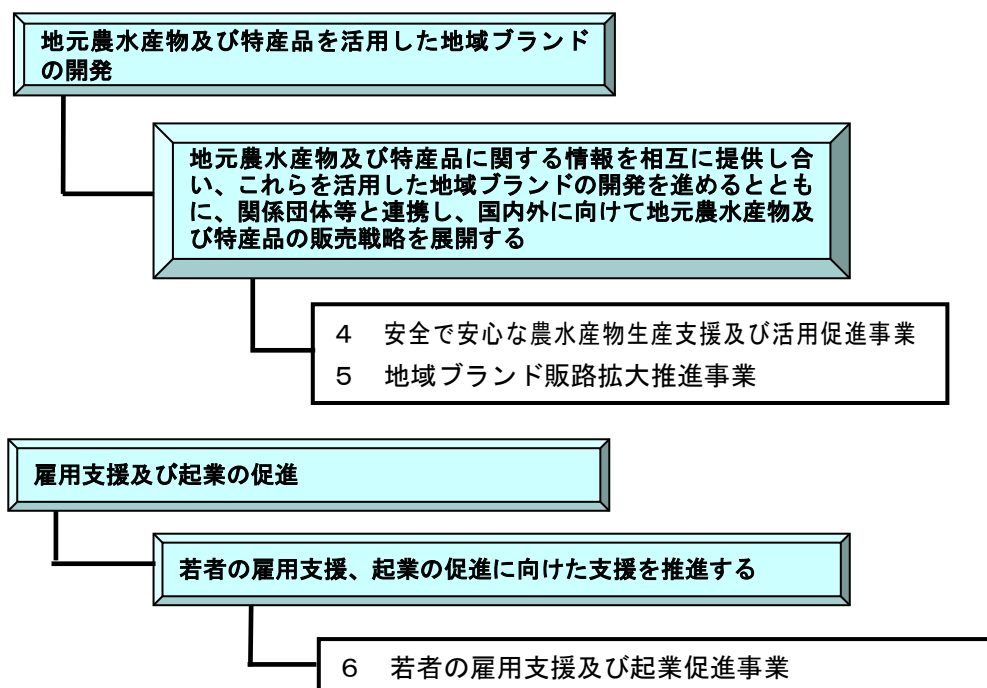 地元農水産物及び特産品を活用した地域ブランド
の開発
地元農水産物及び特産品に関する情報を相互に提供し合
い、これらを活用した地域ブランドの開発を進めるととも
に、関係団体等と連携し、国内外に向けて地元農水産物及
び特産品の販売戦略を展開する
４　安全で安心な農水産物生産支援及び活用促進事業
５　地域ブランド販路拡大推進事業
雇用支援及び起業の促進
若者の雇用支援、起業の促進に向けた支援を推進する
６　若者の雇用支援及び起業促進事業